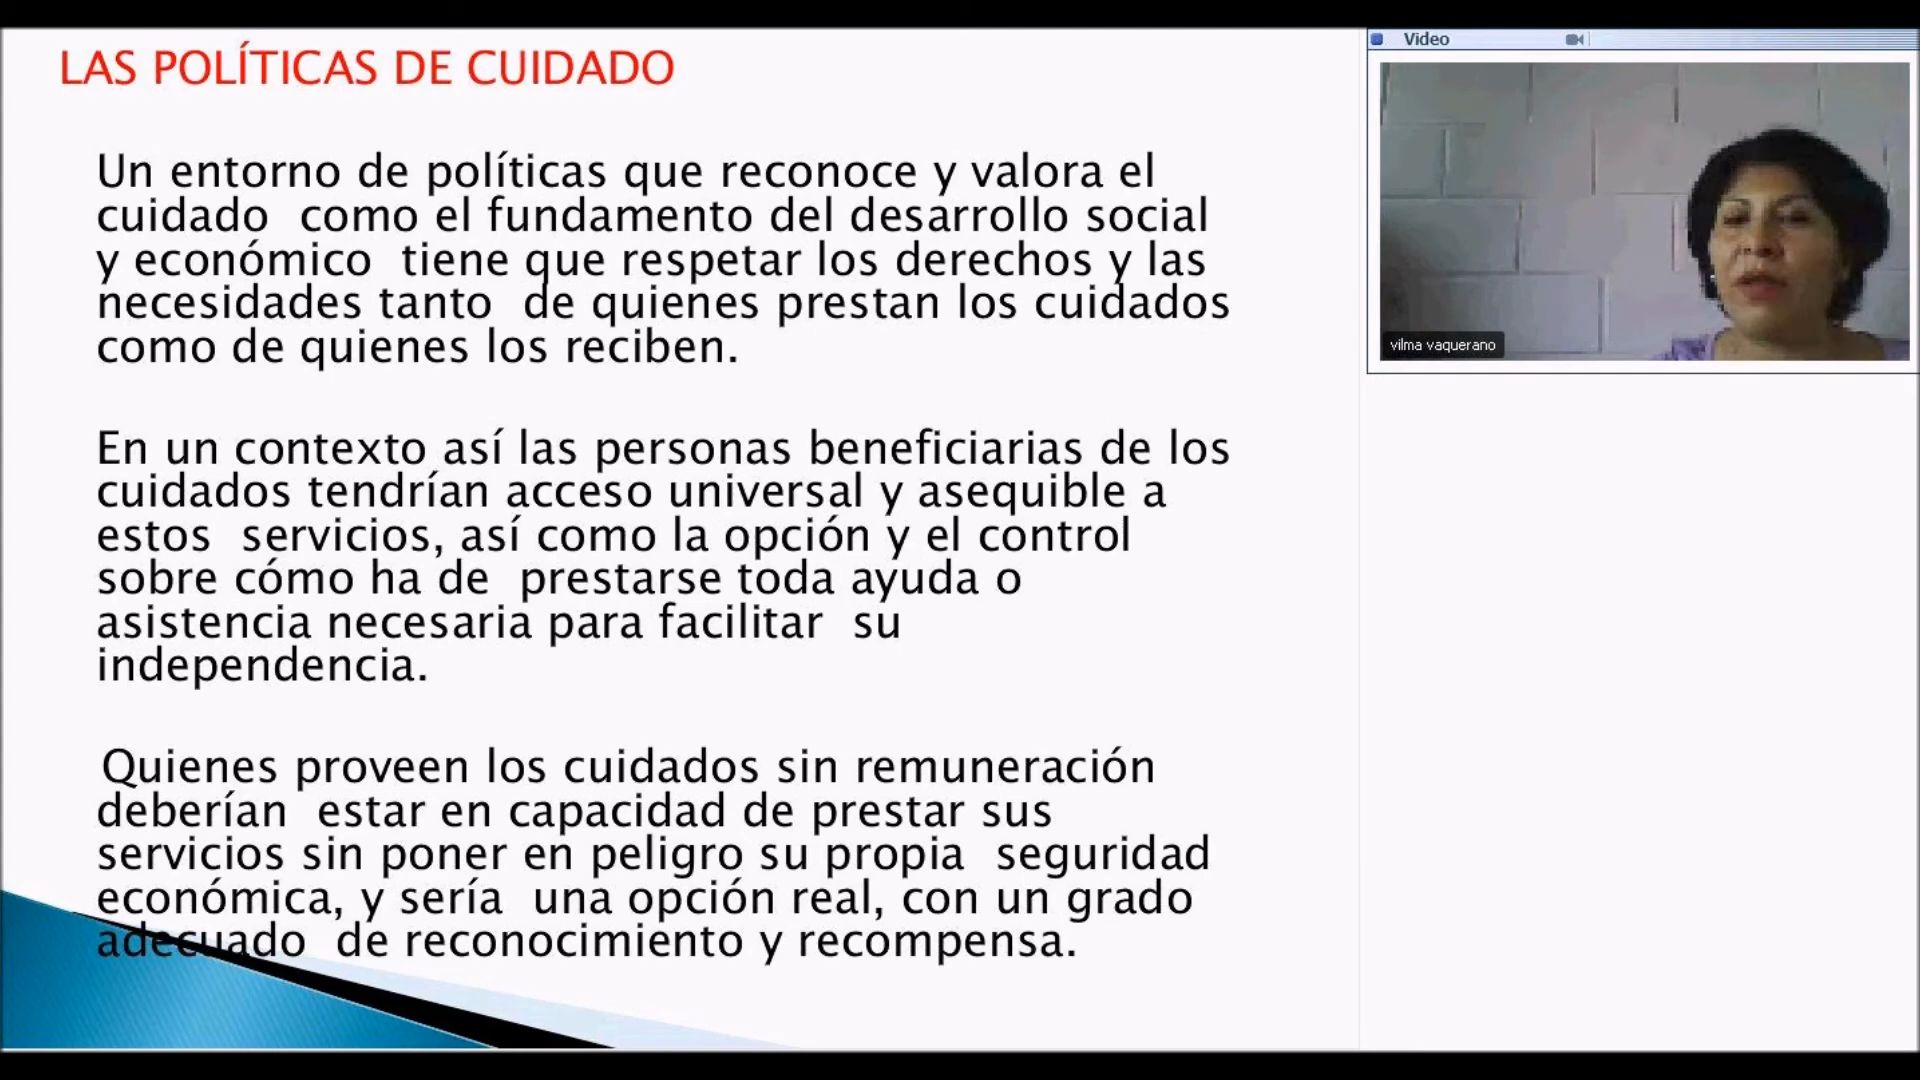 LAS POLÍTICAS DE CUIDADO
Un entorno de políticas que reconoce y valora el
cuidado como el fundamento del desarrollo social
y económico tiene que respetar los derechos y las
necesidades tanto de quienes prestan los cuidados
como de quienes los reciben.
En un contexto así las personas beneficiarias de los
cuidados tendrían acceso universal y asequible a
estos servicios, así como la opción y el control
sobre cómo ha de prestarse toda ayuda o
asistencia necesaria para facilitar su
independencia.
Quienes proveen los cuidados sin remuneración
deberían estar en capacidad de prestar sus
servicios sin poner en peligro su propia seguridad
económica, y sería una opción real, con un grado
adecuado de reconocimiento y recompensa.
Video
vilma vaquerano